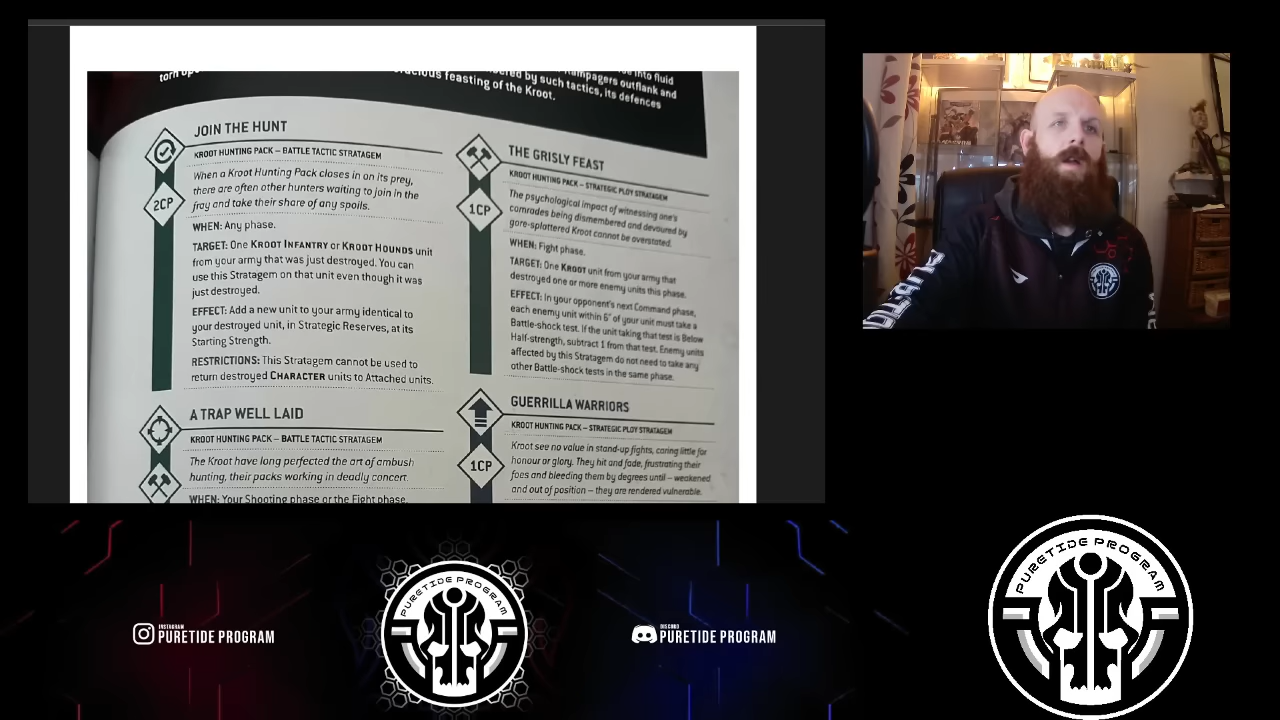 torn
into fluid
Rampagers outflank and
by such tactics, its defences
feasting of the Kroot.
JOIN THE HUNT
KROOT HUNTING PACK – BATTLE TACTIC STRATAGEM
2CP
When a Kroot Hunting Pack closes in on its prey,
there are often other hunters waiting to join in the
fray and take their share of any spoils.
WHEN: Any phase.
TARGET: One KROOT INFANTRY or KROOT HOUNDS unit
from your army that was just destroyed. You can
use this Stratagem on that unit even though it was
just destroyed.
EFFECT: Add a new unit to your army identical to
your destroyed unit, in Strategic Reserves, at its
Starting Strength.
RESTRICTIONS: This Stratagem cannot be used to
return destroyed CHARACTER units to Attached units.
A TRAP WELL LAID
KROOT HUNTING PACK – BATTLE TACTIC STRATAGEM
The Kroot have long perfected the art of ambush
hunting, their packs working in deadly concert.
WHEN: Your Shooting phase or the Fight phase.
THE GRISLY FEAST
KROOT HUNTING PACK – STRATEGIC PLOY STRATAGEM
1CP
The psychological impact of witnessing one's
comrades being dismembered and devoured by
gore-splattered Kroot cannot be overstated.
WHEN: Fight phase.
TARGET: One KROOT unit from your army that
destroyed one or more enemy units this phase.
EFFECT: In your opponent's next Command phase,
each enemy unit within 6" of your unit must take a
Battle-shock test. If the unit taking that test is Below
Half-strength, subtract 1 from that test. Enemy units
affected by this Stratagem do not need to take any
other Battle-shock tests in the same phase.
GUERRILLA WARRIORS
KROOT HUNTING PACK – STRATEGIC PLOY STRATAGEM
1CP
Kroot see no value in stand-up fights, caring little for
honour or glory. They hit and fade, frustrating their
foes and bleeding them by degrees until – weakened
and out of position – they are rendered vulnerable.
INSTAGRAM
PURETIDE PROGRAM
PURETIDE PROGRAM
DISCORD
PURETIDE PROGRAM
PURETIDE PROGRAM